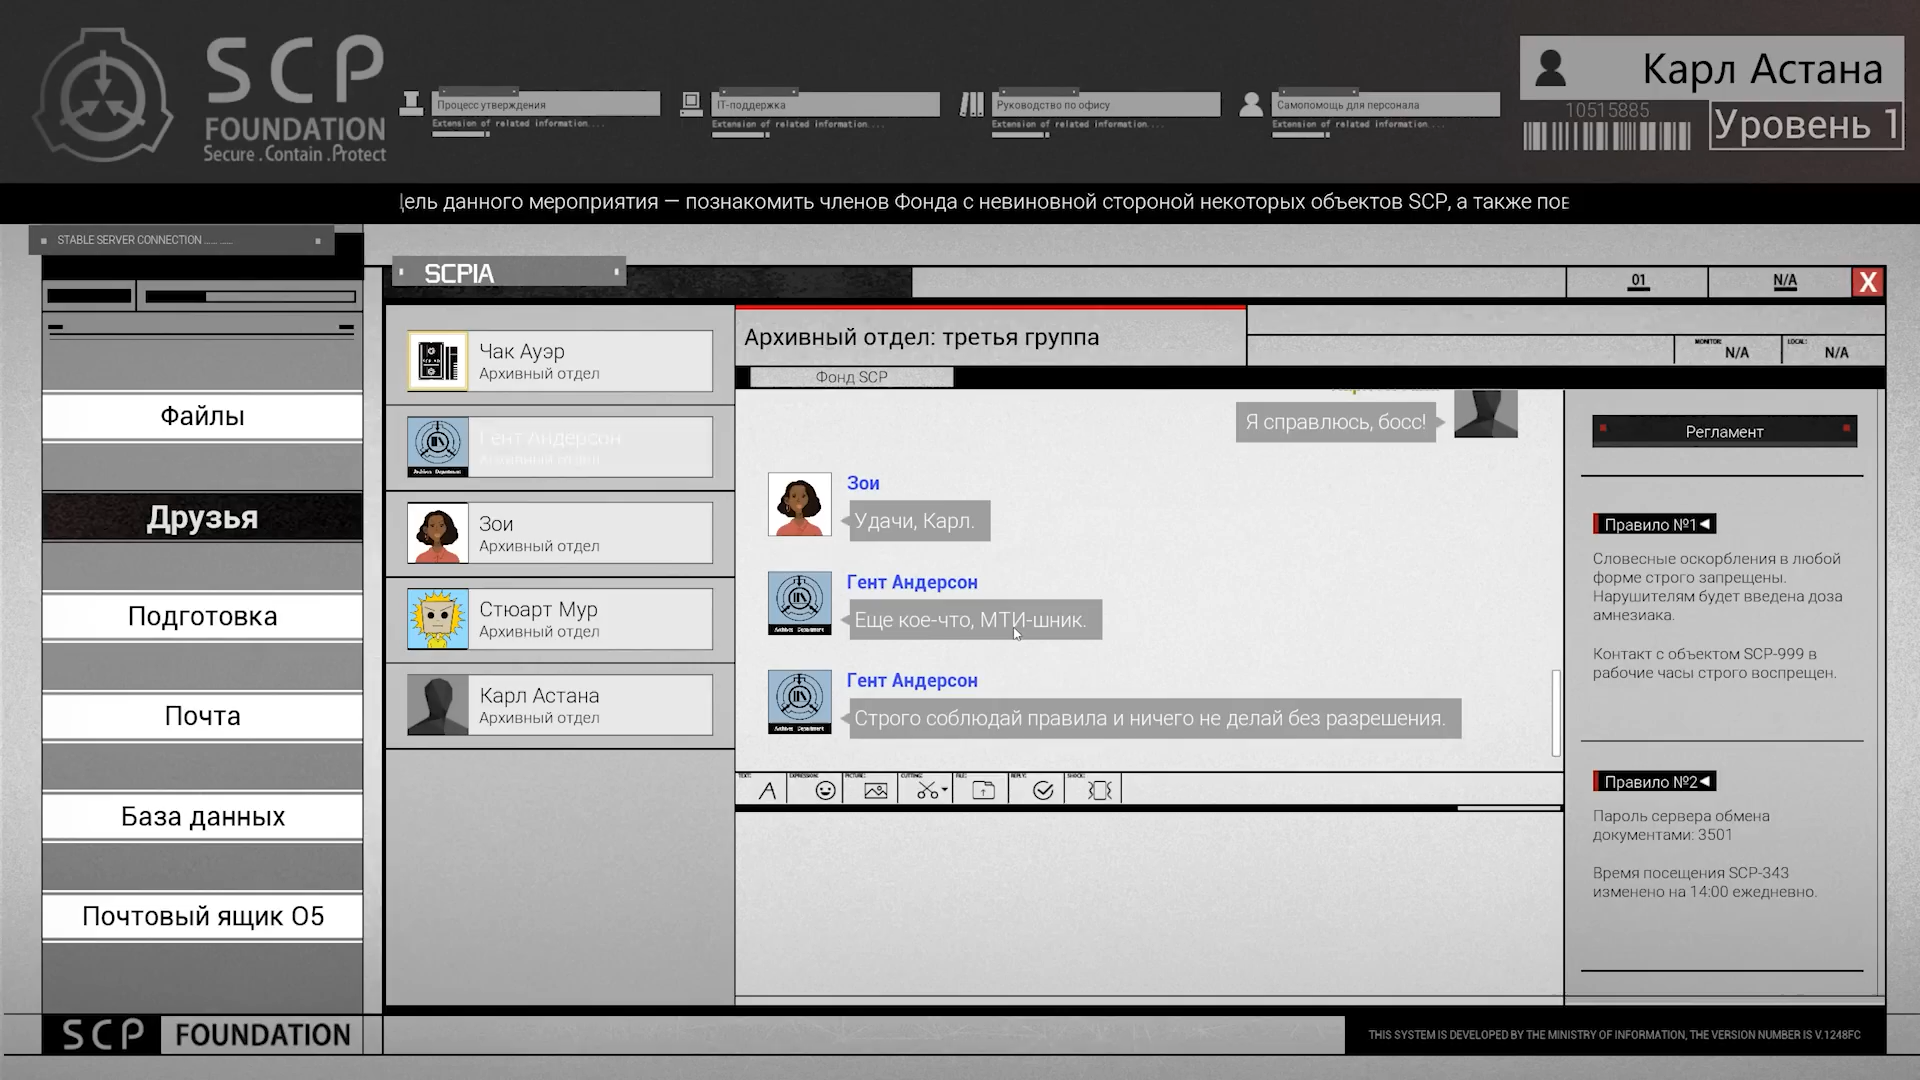 SCP
FOUNDATION
Secure . Contain . Protect
Процесс утверждения
Extension of related information....
IT-поддержка
Extension of related information....
Руководство по офису
Extension of related information....
Самопомощь для персонала
Extension of related information....
Карл Астана
10515885
Уровень 1
ель данного мероприятия — познакомить членов Фонда с невиновной стороной некоторых объектов SCP, а также пов
STABLE SERVER CONNECTION ...... ......
SCPIA
01
N/A
X
Чак Ауэр
Архивный отдел
Архивный отдел: третья группа
MONITOR:
N/A
LOCAL:
N/A
Фонд SCP
Файлы
Друзья
Подготовка
Почта
База данных
Почтовый ящик О5
Гент Андерсон
Архивный отдел
Зои
Архивный отдел
Стюарт Мур
Архивный отдел
Карл Астана
Архивный отдел
Я справлюсь, босс!
Зои
Удачи, Карл.
Гент Андерсон
Еще кое-что, МТИ-шник.
Гент Андерсон
Строго соблюдай правила и ничего не делай без разрешения.
Регламент
Правило №1
Словесные оскорбления в любой
форме строго запрещены.
Нарушителям будет введена доза
амнезиака.
Контакт с объектом SCP-999 в
рабочие часы строго воспрещен.
Правило №2
Пароль сервера обмена
документами: 3501
Время посещения SCP-343
изменено на 14:00 ежедневно.
SCP FOUNDATION
THIS SYSTEM IS DEVELOPED BY THE MINISTRY OF INFORMATION, THE VERSION NUMBER IS V.1248FC